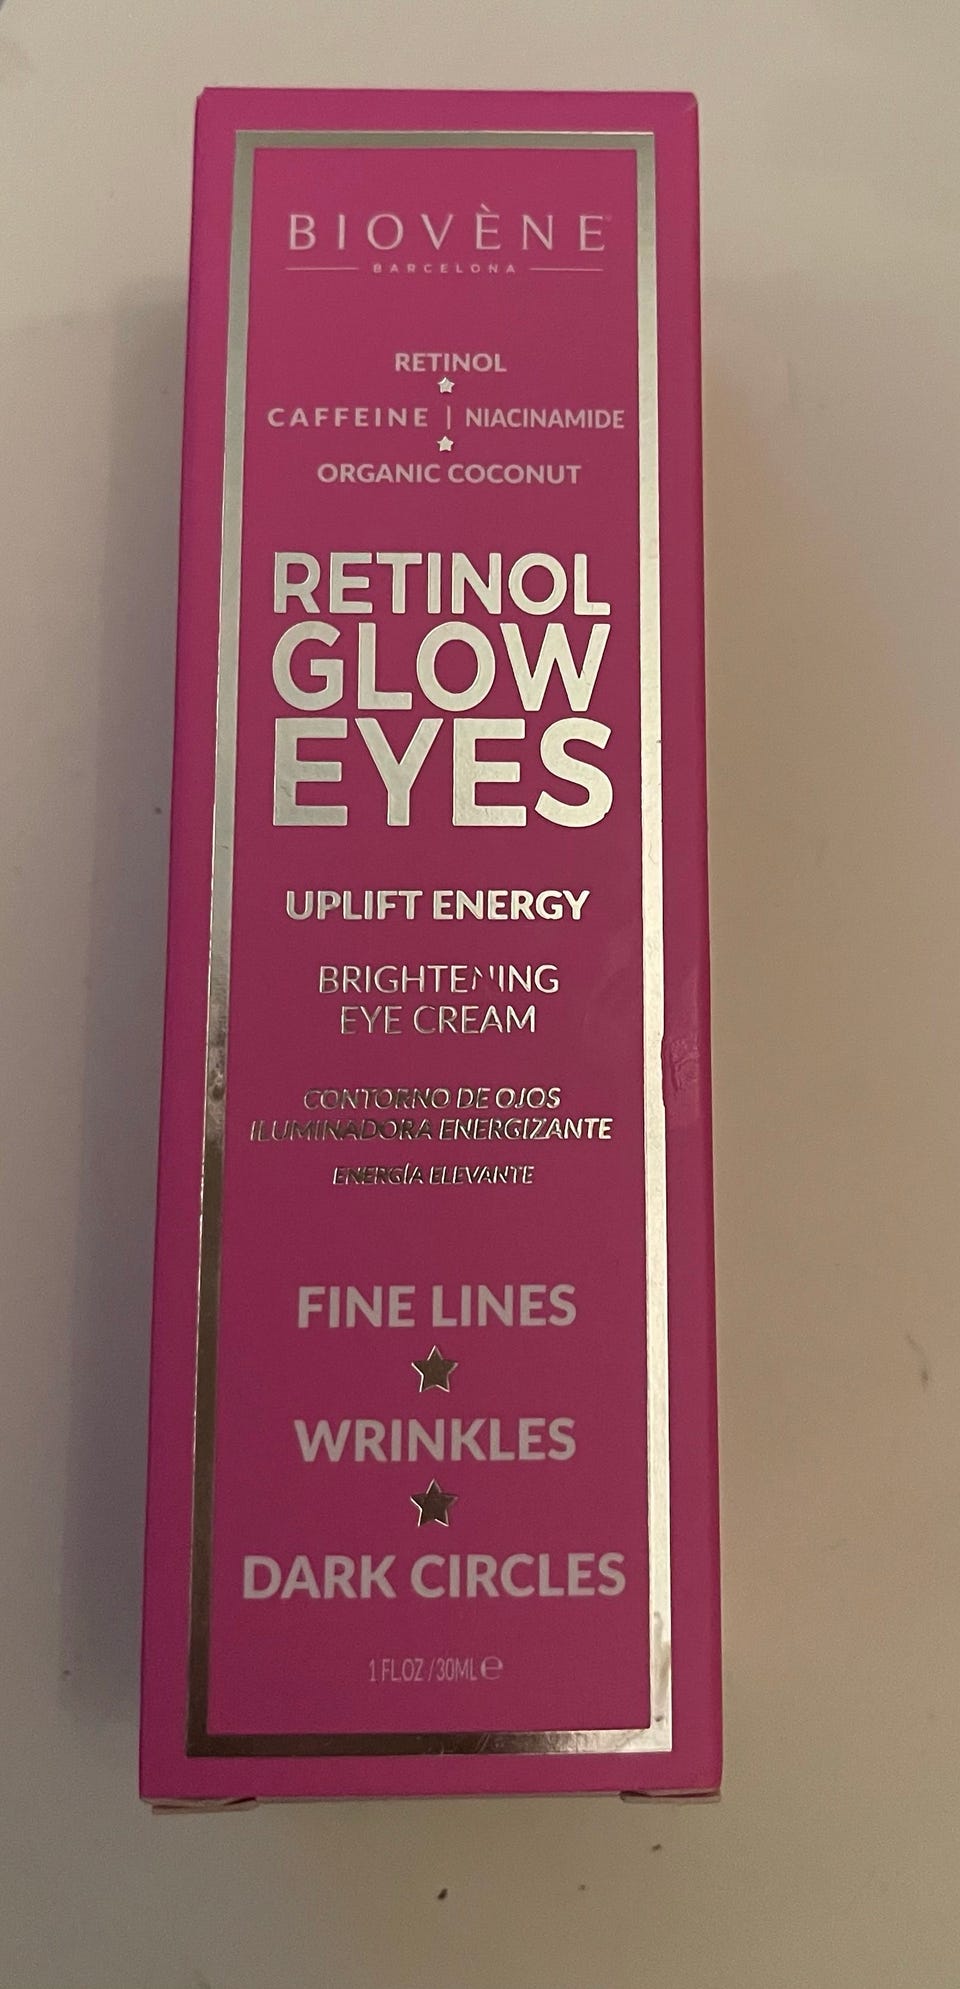 BIOVÈNE
BARCELONA
RETINOL
CAFFEINE | NIACINAMIDE
ORGANIC COCONUT
RETINOL
GLOW
EYES
UPLIFT ENERGY
BRIGHTENING
EYE CREAM
CONTORNO DE OJOS
ILUMINADORA ENERGIZANTE
ENERGÍA ELEVANTE
FINE LINES
WRINKLES
DARK CIRCLES
1 FL.OZ / 30ML ℮